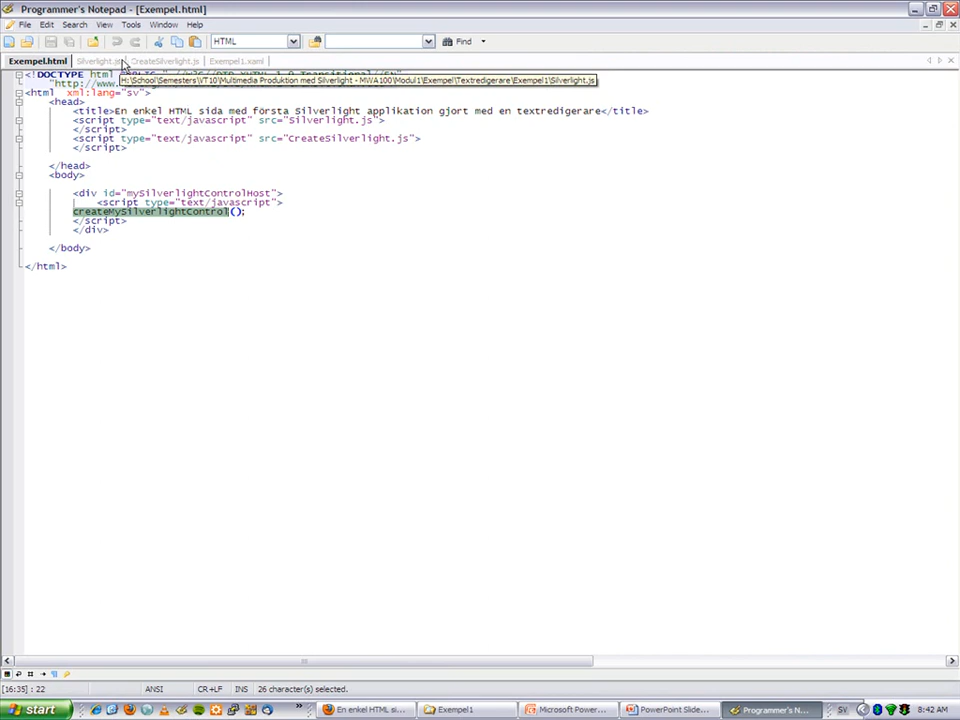 Programmer's Notepad - [Exempel.html]
File Edit Search View Tools Window Help
HTML Find
Exempel.html Silverlight.js CreateSilverlight.js Exempel1.xaml
<!DOCTYPE html
H:\School\Semesters\VT10\Multimedia Produktion med Silverlight - MWA100\Modul1\Exempel\Textredigerare\Exempel1\Silverlight.js
"http://www.
<html xml:lang="sv">
<head>
<title>En enkel HTML sida med första Silverlight applikation gjort med en textredigerare</title>
<script type="text/javascript" src="Silverlight.js">
</script>
<script type="text/javascript" src="CreateSilverlight.js">
</script>
</head>
<body>
<div id="mySilverlightControlHost">
<script type="text/javascript">
createMySilverlightControl();
</script>
</div>
</body>
</html>
[16:35] : 22 ANSI CR+LF INS 26 character(s) selected.
start En enkel HTML si... Exempel1 Microsoft Power... PowerPoint Slide... Programmer's N... SV 8:42 AM